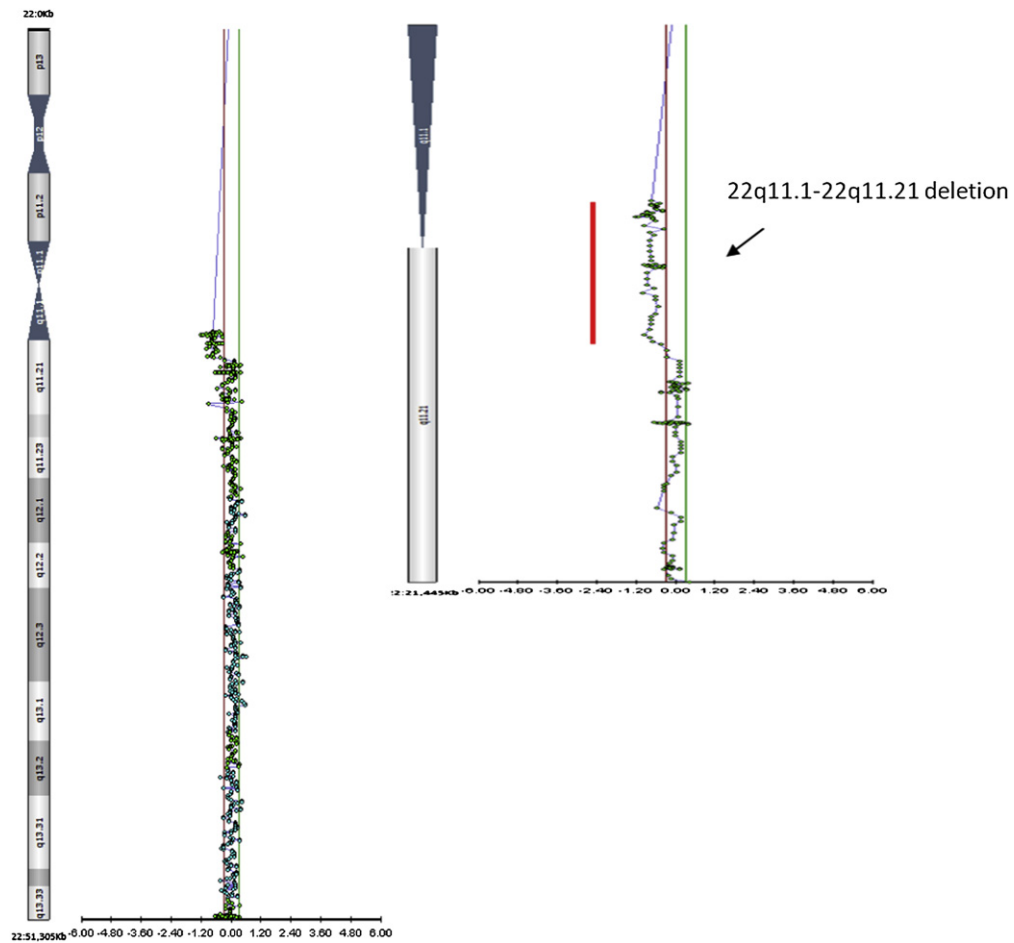 22:0Kb
p13
p12
p11.2
p11.1
q11.1
q11.21
q11.23
q12.1
q12.2
q12.3
q13.1
q13.2
q13.31
q13.33
22:51,305Kb
-6.00 -4.80 -3.60 -2.40 -1.20 0.00 1.20 2.40 3.60 4.80 6.00
q11.1
q11.21
2:21,445Kb
-6.00 -4.80 -3.60 -2.40 -1.20 0.00 1.20 2.40 3.60 4.80 6.00
22q11.1-22q11.21 deletion